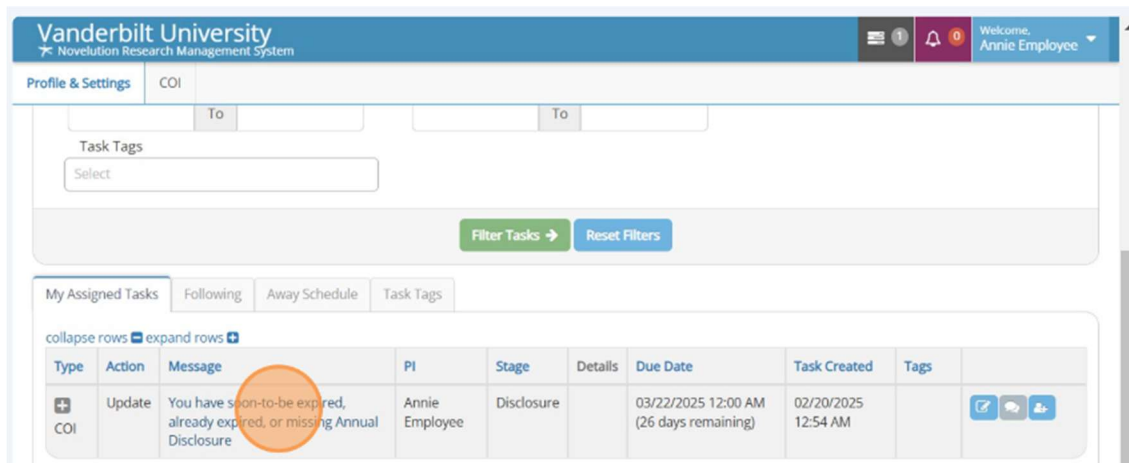 Vanderbilt University
Novelution Research Management System
1
0
Welcome,
Annie Employee
Profile & Settings COI
To To
Task Tags
Select
Filter Tasks → Reset Filters
My Assigned Tasks Following Away Schedule Task Tags
collapse rows expand rows
Type Action Message PI Stage Details Due Date Task Created Tags
COI Update You have soon-to-be expired, Annie Disclosure 03/22/2025 12:00 AM 02/20/2025
already expired, or missing Annual Employee (26 days remaining) 12:54 AM
Disclosure